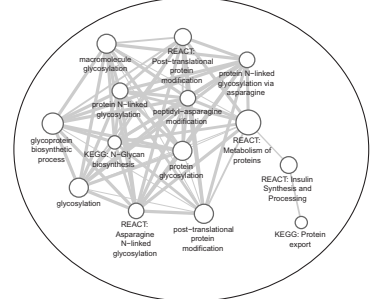 macromolecule
glycosylation
REACT:
Post−translational
protein
modification
protein N−linked
glycosylation via
asparagine
protein N−linked
glycosylation
peptidyl−asparagine
modification
glycoprotein
biosynthetic
process
KEGG: N−Glycan
biosynthesis
protein
glycosylation
REACT:
Metabolism of
proteins
REACT: Insulin
Synthesis and
Processing
glycosylation
REACT:
Asparagine
N−linked
glycosylation
post−translational
protein
modification
KEGG: Protein
export